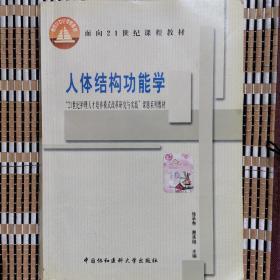 面向21世纪课程教材
人体结构功能学
"21世纪护理人才培养模式改革研究与实践"课题系列教材
主编
中国协和医科大学出版社